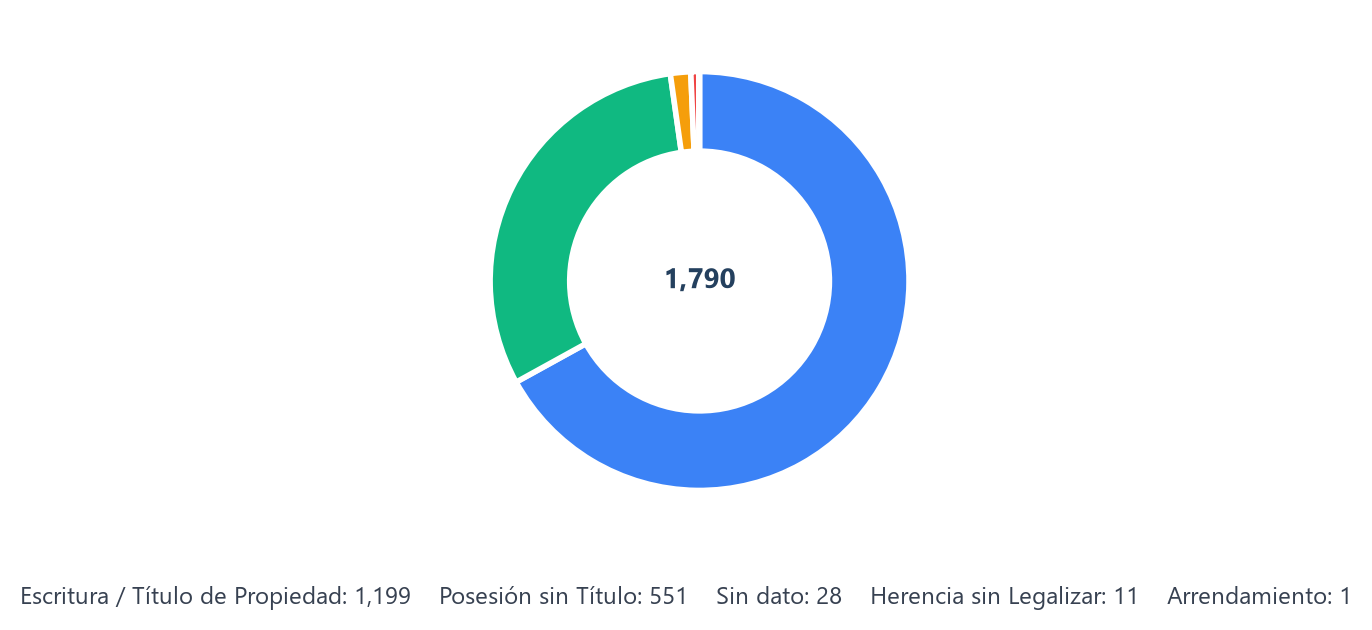 1,790
Escritura / Título de Propiedad: 1,199 Posesión sin Título: 551 Sin dato: 28 Herencia sin Legalizar: 11 Arrendamiento: 1